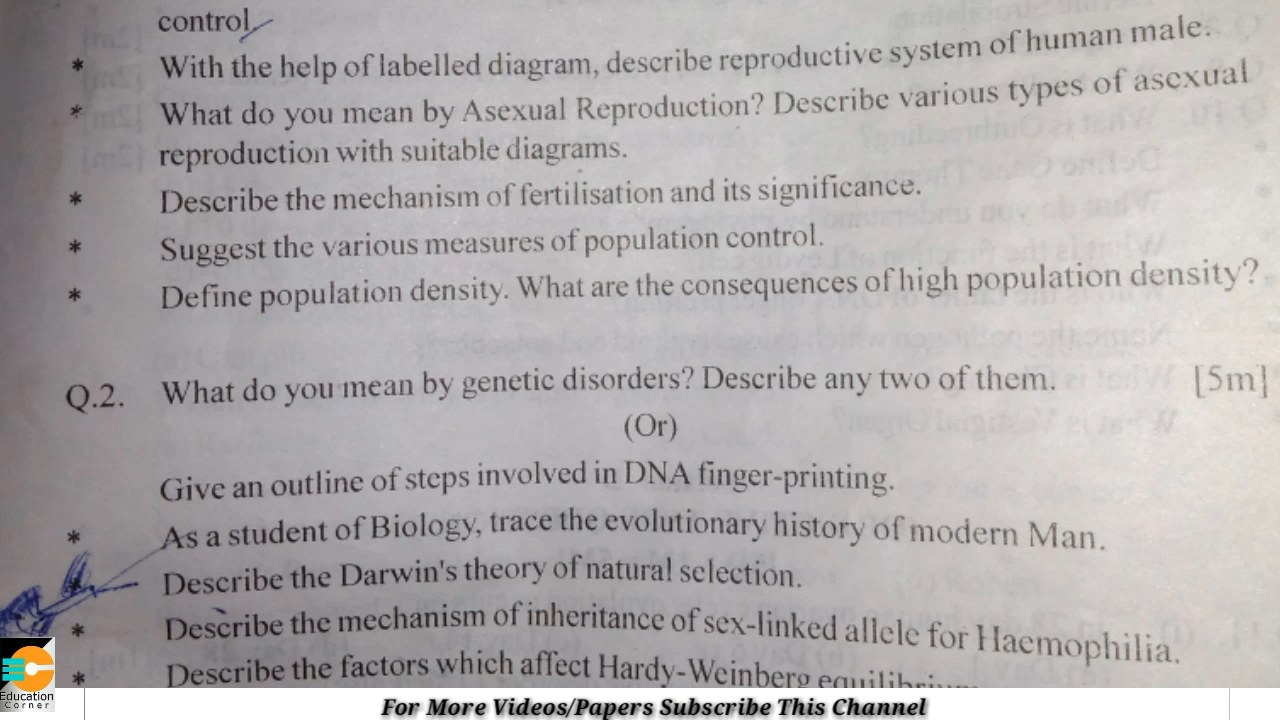 control
* With the help of labelled diagram, describe reproductive system of human male.
* What do you mean by Asexual Reproduction? Describe various types of asexual
reproduction with suitable diagrams.
* Describe the mechanism of fertilisation and its significance.
* Suggest the various measures of population control.
* Define population density. What are the consequences of high population density?
Q.2. What do you mean by genetic disorders? Describe any two of them. [5m]
(Or)
Give an outline of steps involved in DNA finger-printing.
* As a student of Biology, trace the evolutionary history of modern Man.
* Describe the Darwin's theory of natural selection.
* Describe the mechanism of inheritance of sex-linked allele for Haemophilia.
* Describe the factors which affect Hardy-Weinberg equilibrium
Education
Corner
For More Videos/Papers Subscribe This Channel